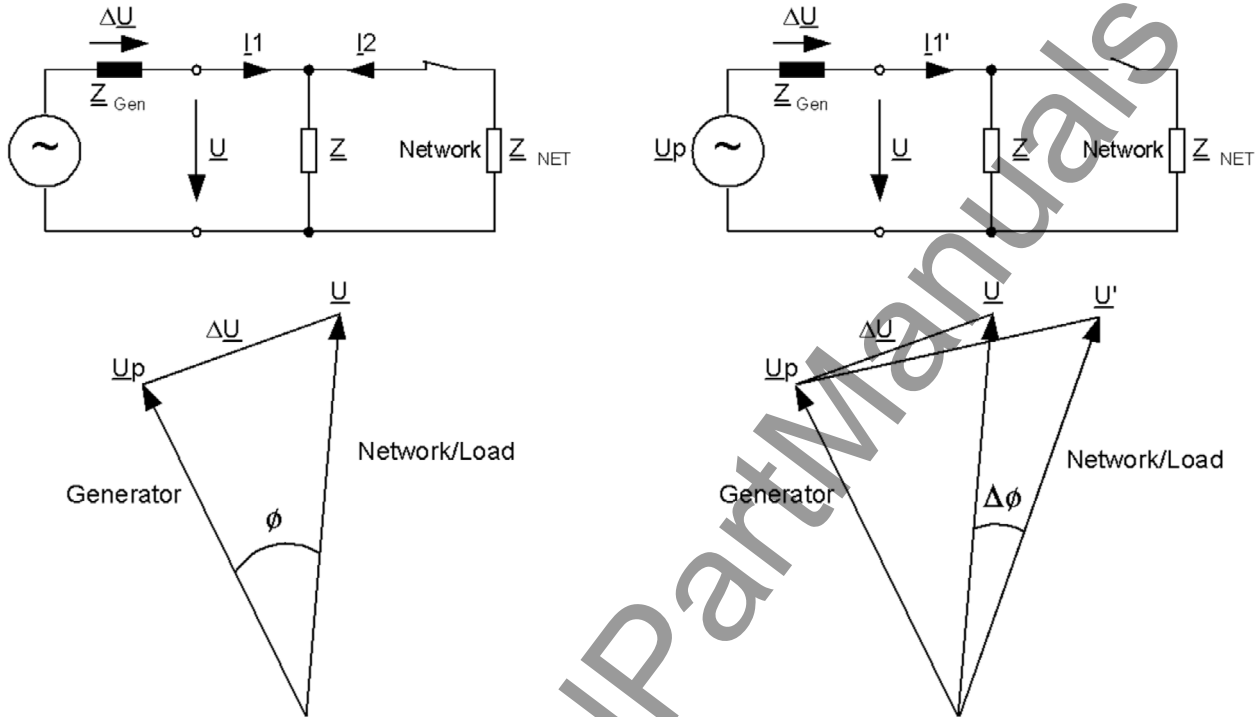 ΔU
I1
I2
Z Gen
~
U
Z
Network
Z NET
U
ΔU
Up
Network/Load
Generator
ϕ
ΔU
I1'
Z Gen
Up
~
U
Z
Network
Z NET
U
U'
ΔU
Up
Network/Load
Generator
Δϕ
lPartManuals